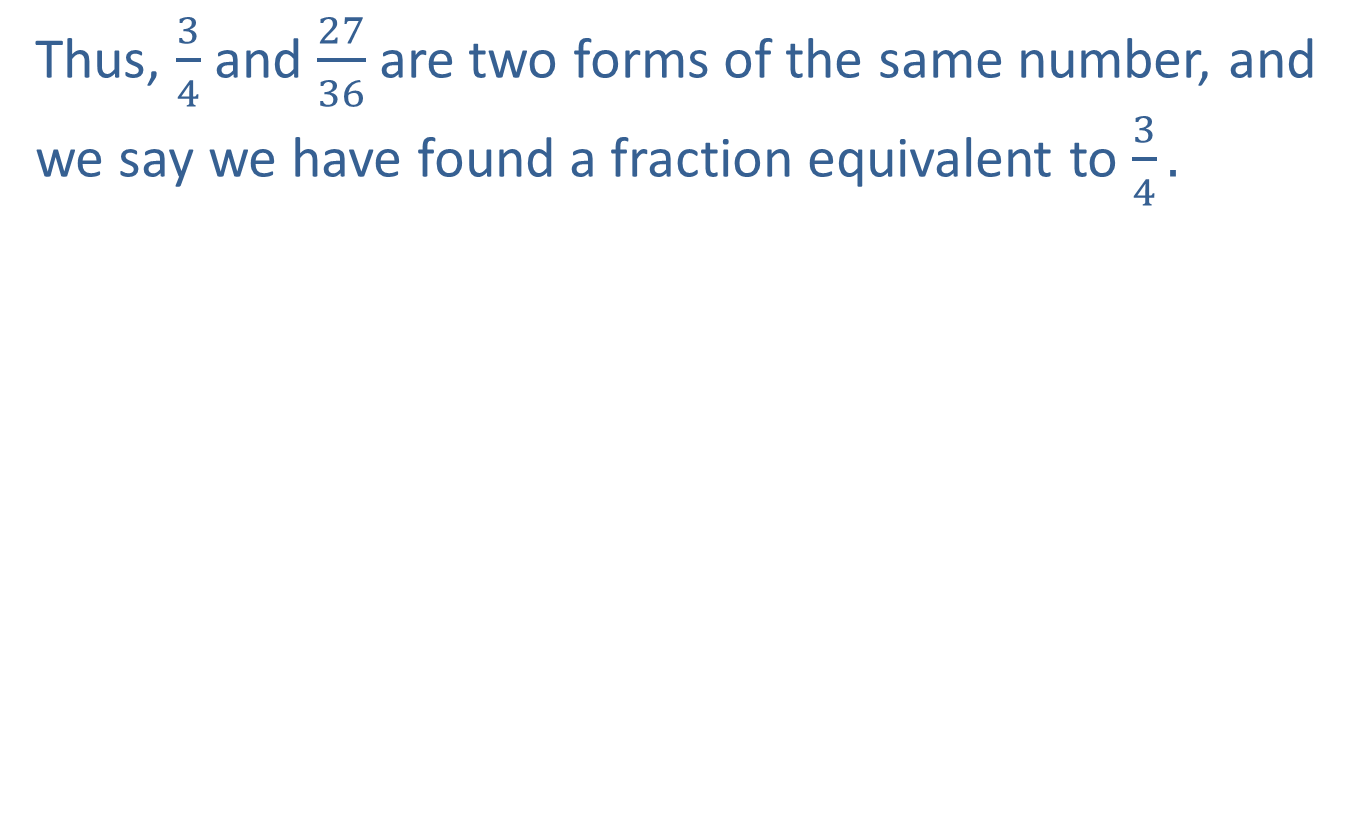 Thus, 3/4 and 27/36 are two forms of the same number, and
we say we have found a fraction equivalent to 3/4 .